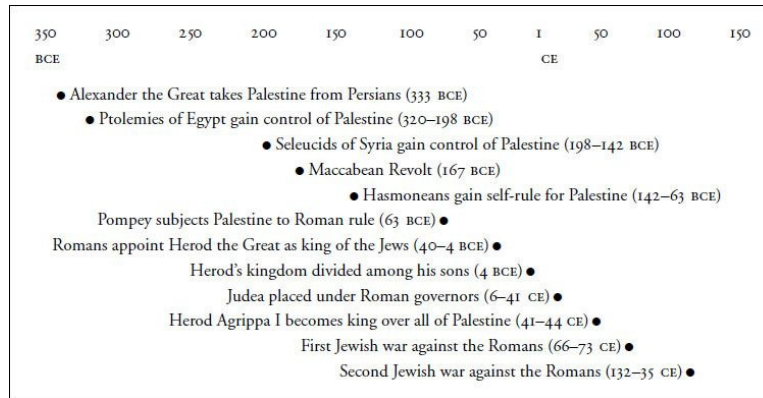 350 300 250 200 150 100 50 1 50 100 150
BCE CE
● Alexander the Great takes Palestine from Persians (333 BCE)
● Ptolemies of Egypt gain control of Palestine (320–198 BCE)
● Seleucids of Syria gain control of Palestine (198–142 BCE)
● Maccabean Revolt (167 BCE)
● Hasmoneans gain self-rule for Palestine (142–63 BCE)
Pompey subjects Palestine to Roman rule (63 BCE) ●
Romans appoint Herod the Great as king of the Jews (40–4 BCE) ●
Herod’s kingdom divided among his sons (4 BCE) ●
Judea placed under Roman governors (6–41 CE) ●
Herod Agrippa I becomes king over all of Palestine (41–44 CE) ●
First Jewish war against the Romans (66–73 CE) ●
Second Jewish war against the Romans (132–35 CE) ●